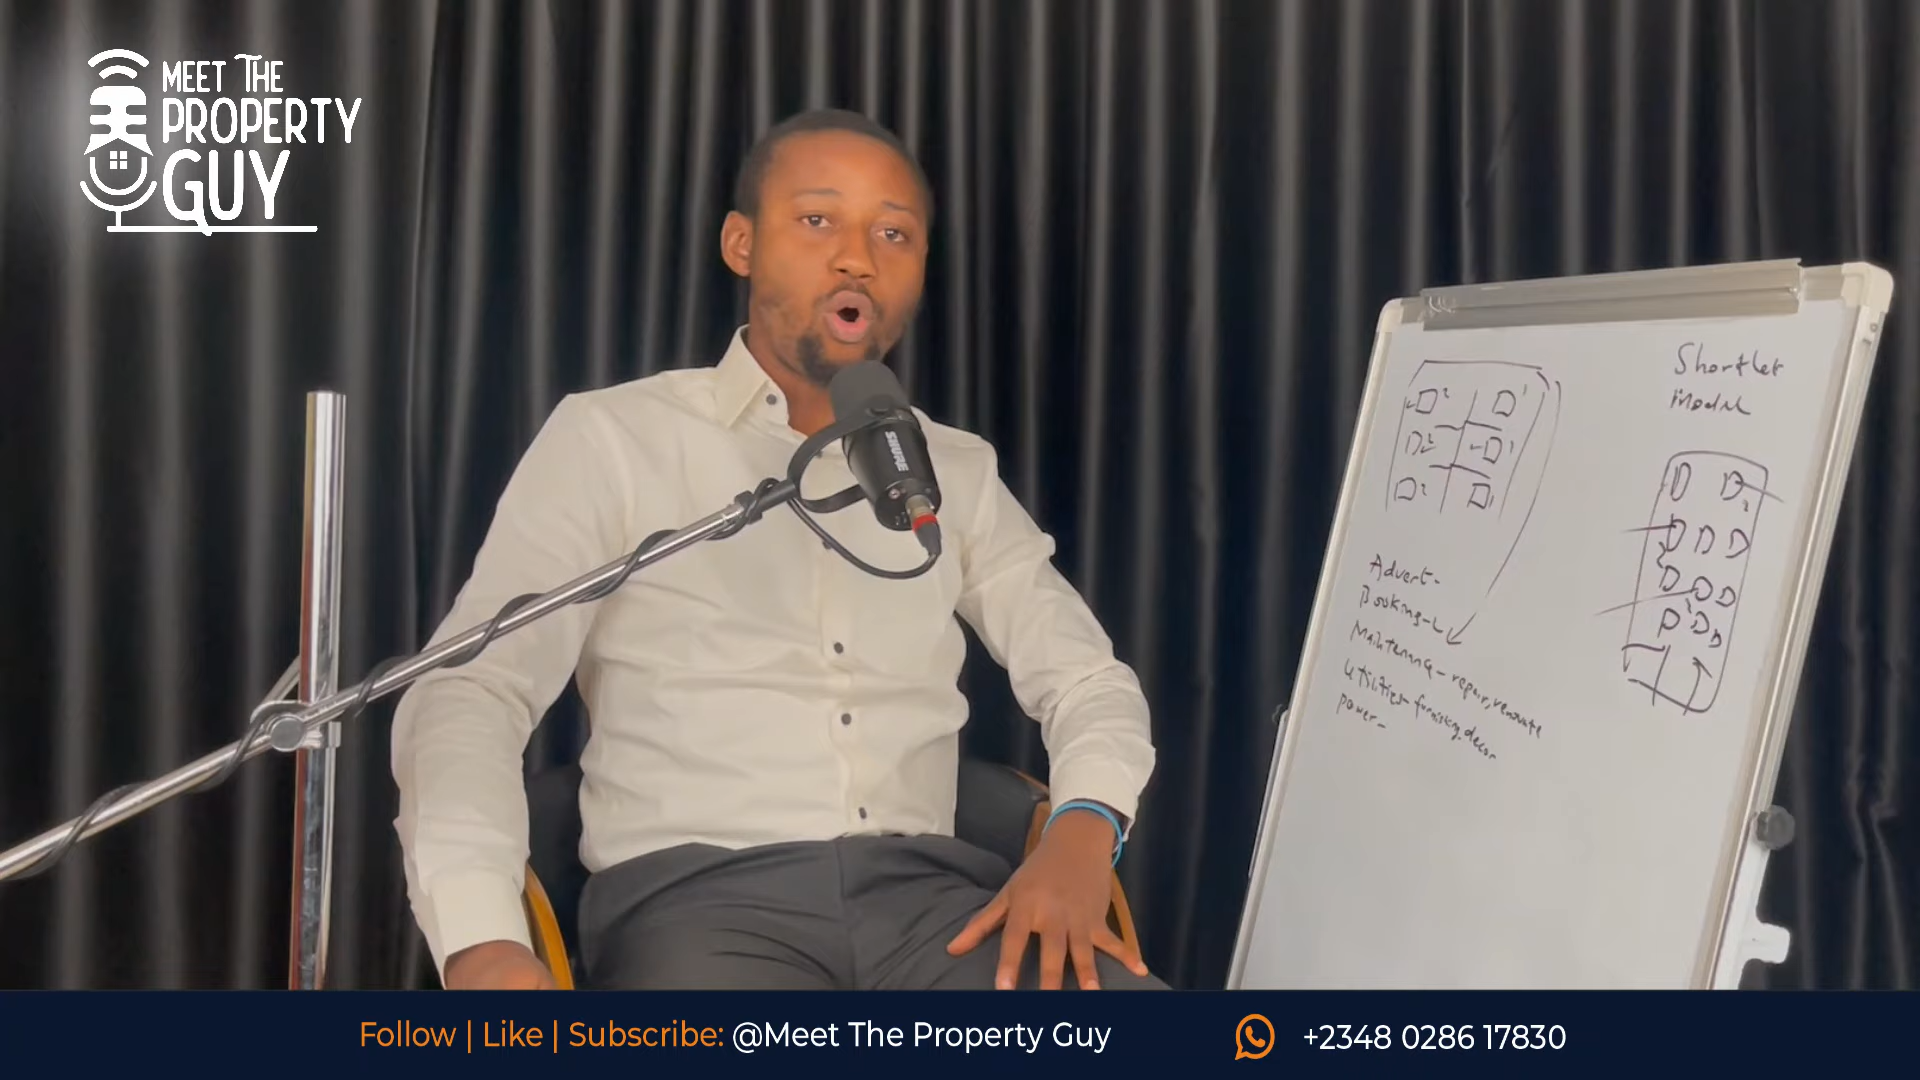 MEET THE
PROPERTY
GUY
SHURE
Shortlet
Model
Advert-
Booking-
Maintenance - repair, renovate
Utilities - furnishing, decor
power-
Follow | Like | Subscribe: @Meet The Property Guy
+2348 0286 17830